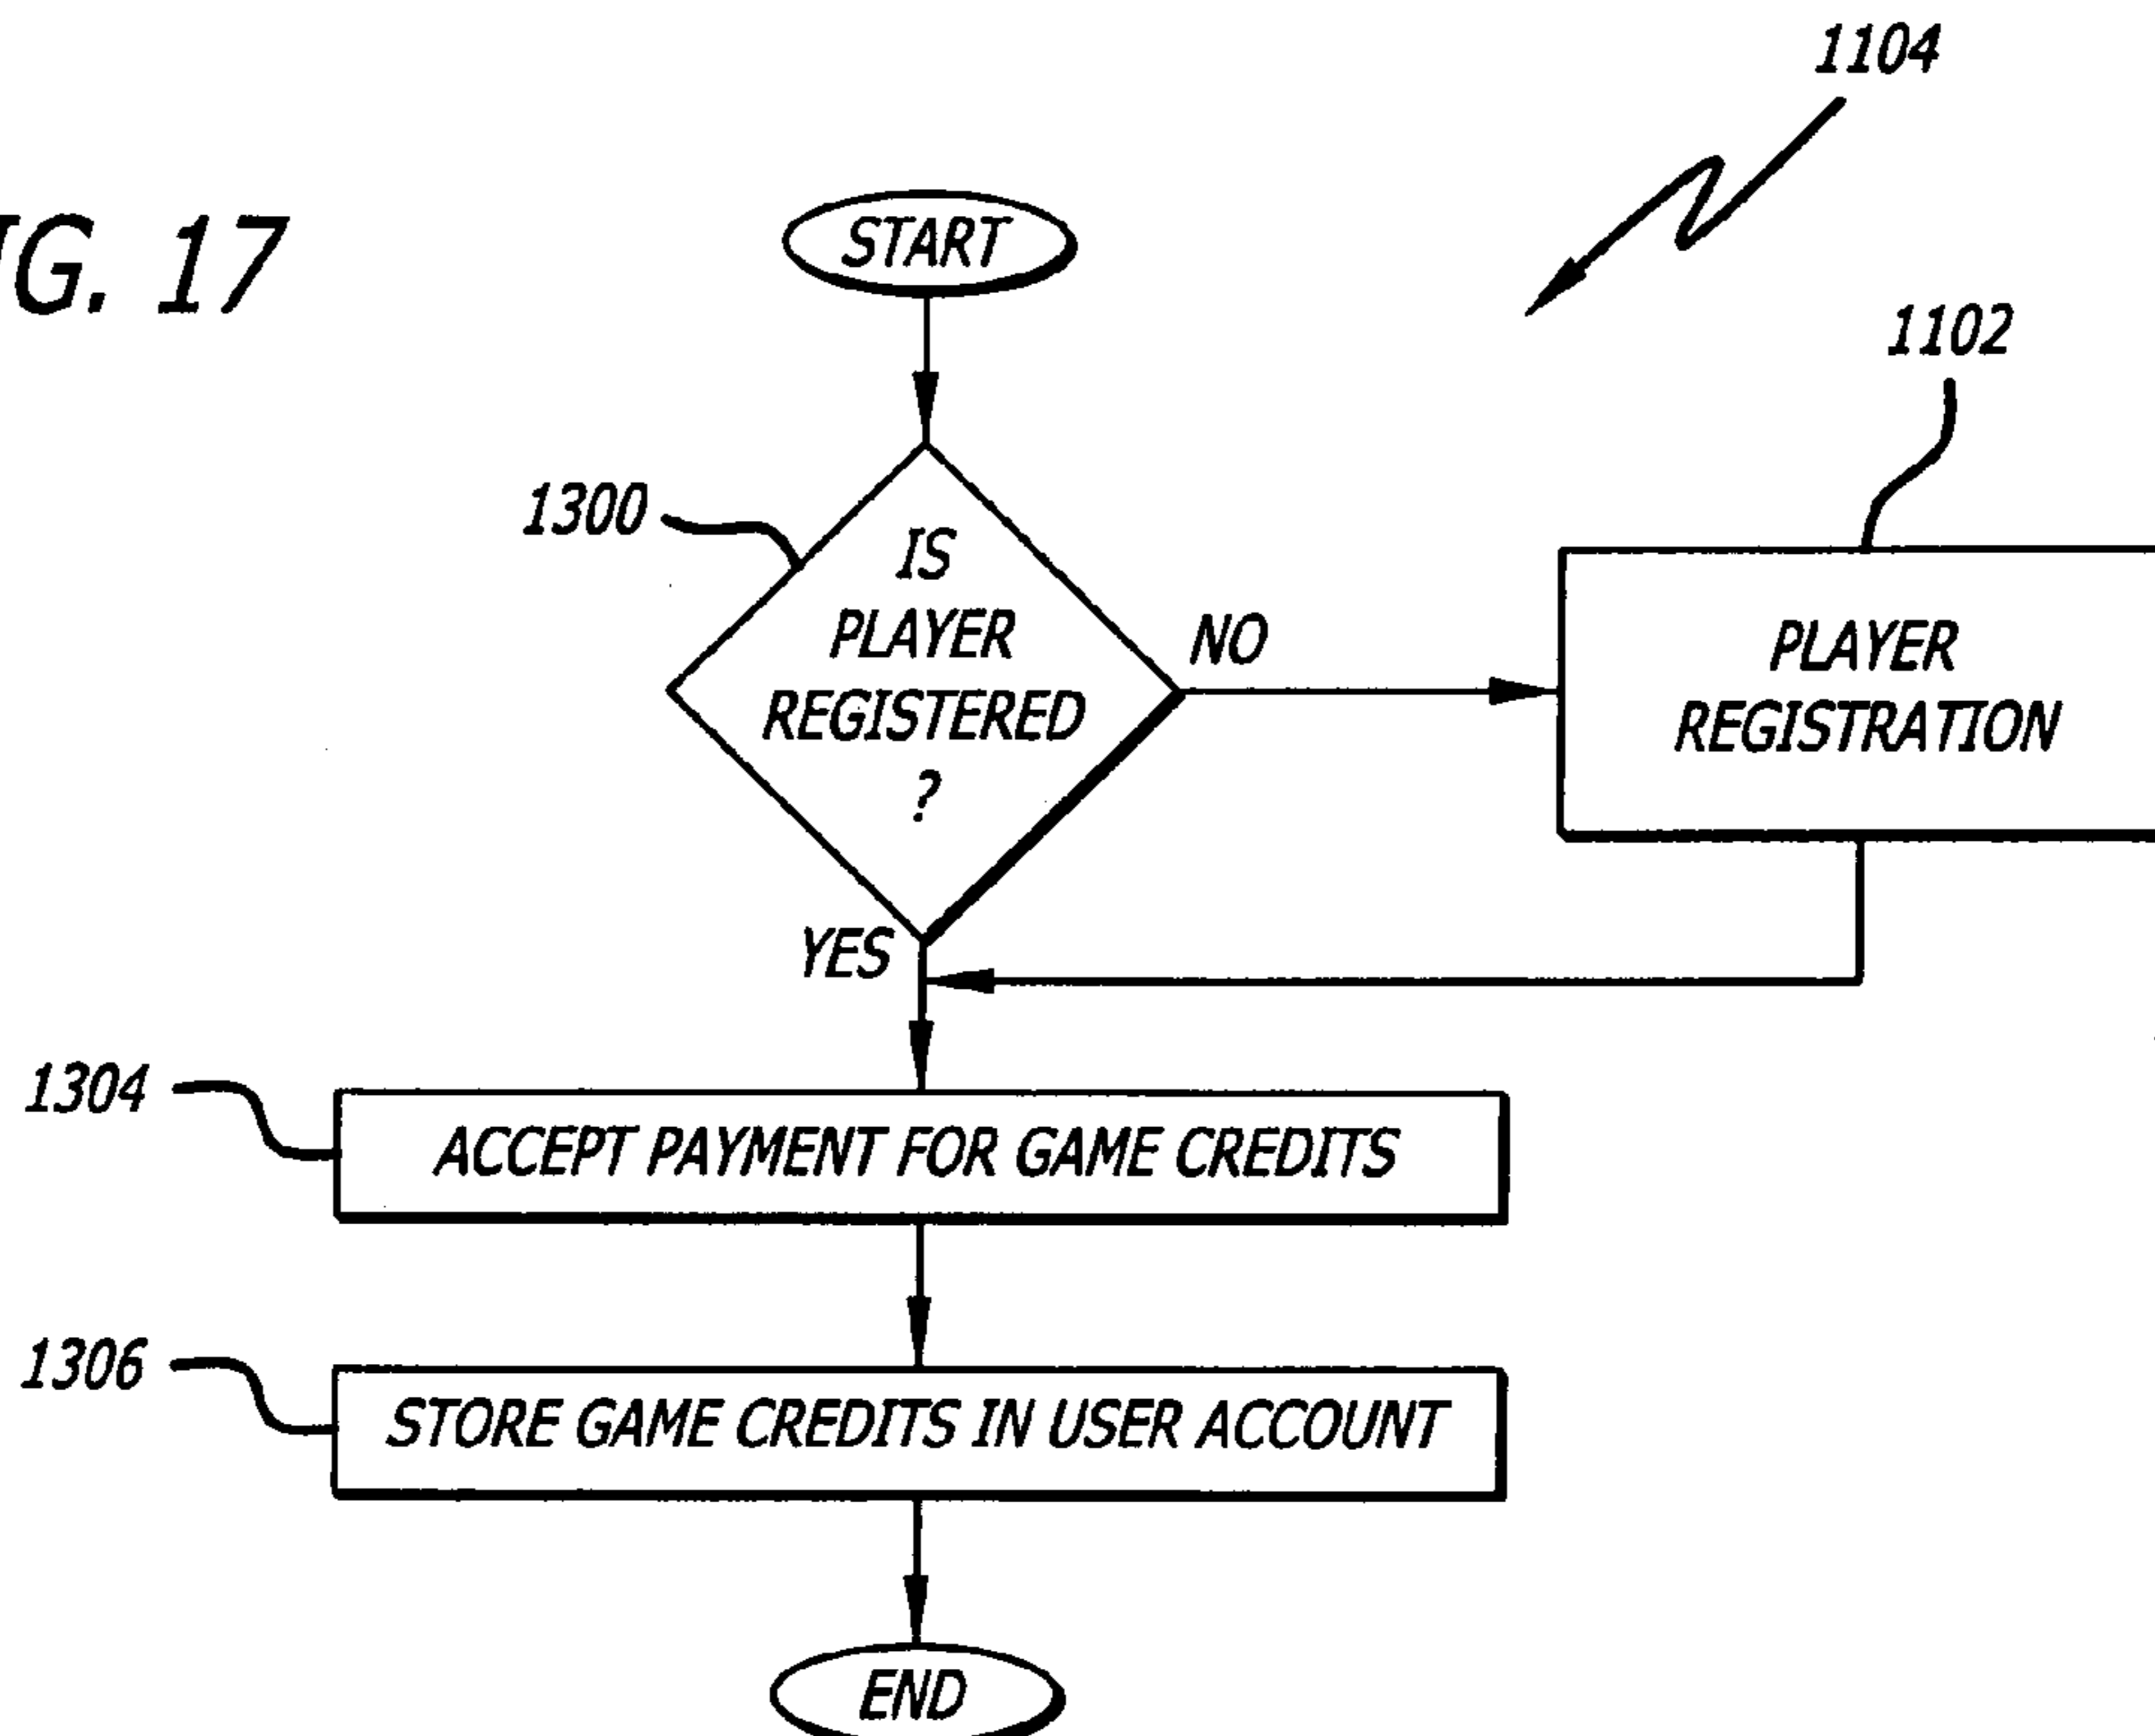 1104
START
G. 17
1102
1300
IS
PLAYER
REGISTERED
?
NO
PLAYER
REGISTRATION
YES
1304
ACCEPT PAYMENT FOR GAME CREDITS
1306
STORE GAME CREDITS IN USER ACCOUNT
END